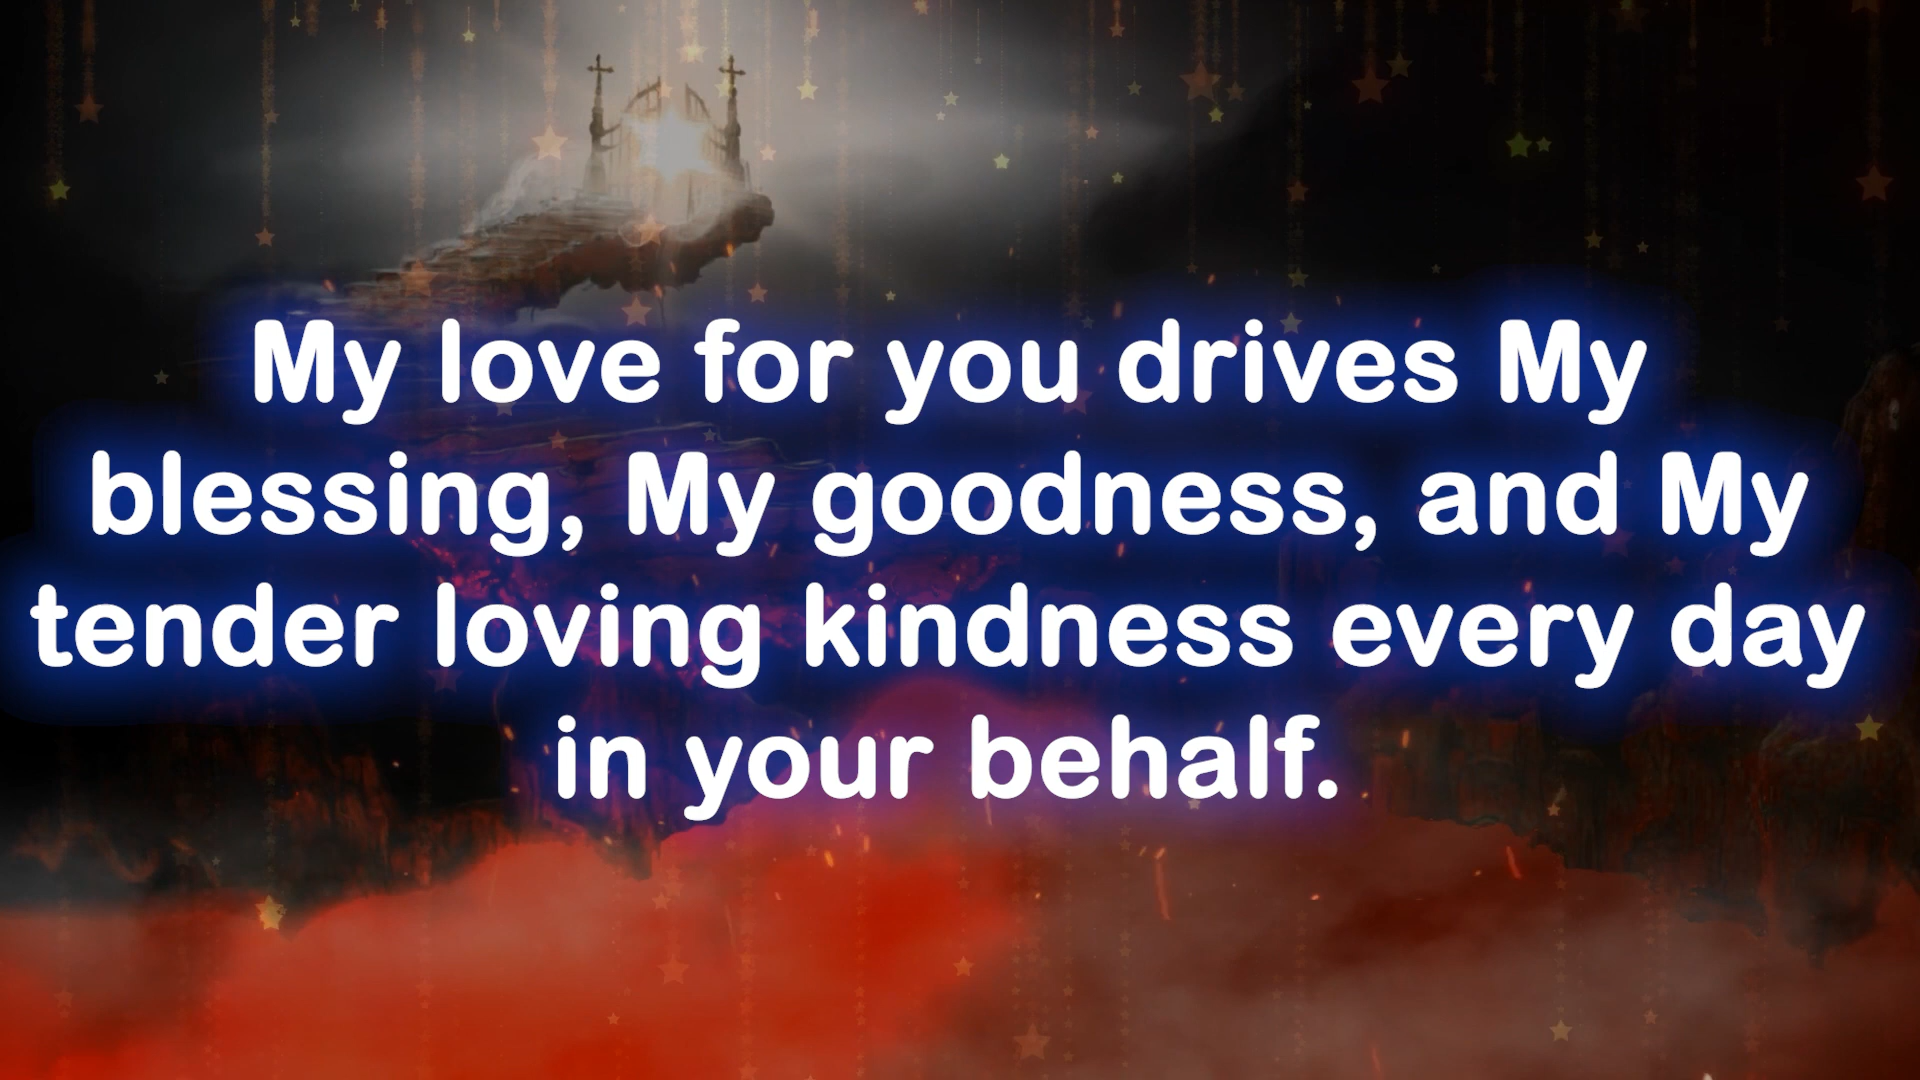 My love for you drives My
blessing, My goodness, and My
tender loving kindness every day
in your behalf.